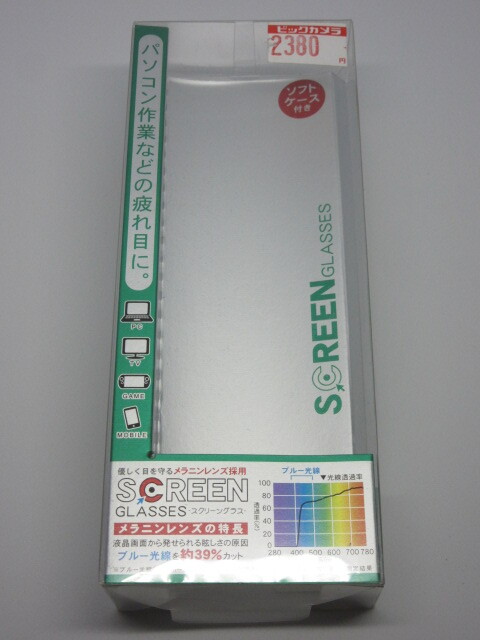 ビックカメラ
2380
円
ソフト
ケース
付き
パソコン作業などの疲れ目に。
SCREEN
GLASSES
PC
TV
GAME
MOBILE
優しく目を守るメラニンレンズ採用
SCREEN
GLASSES -スクリーングラス-
メラニンレンズの特長
液晶画面から発せられる眩しさの原因
ブルー光線を約39%カット
ブルー光線
▼光線透過率
透過率(%)
100
80
60
40
20
0
280 400 500 600 700 780